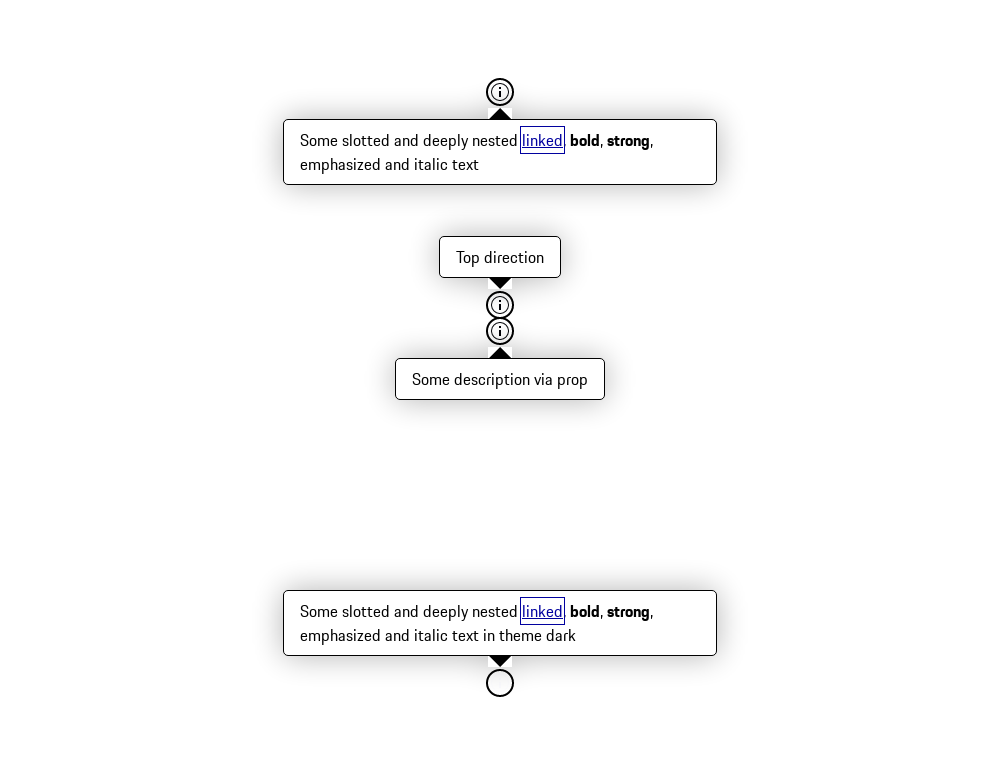 Some slotted and deeply nested linked, bold, strong,
emphasized and italic text
Top direction
Some description via prop
Some slotted and deeply nested linked, bold, strong,
emphasized and italic text in theme dark